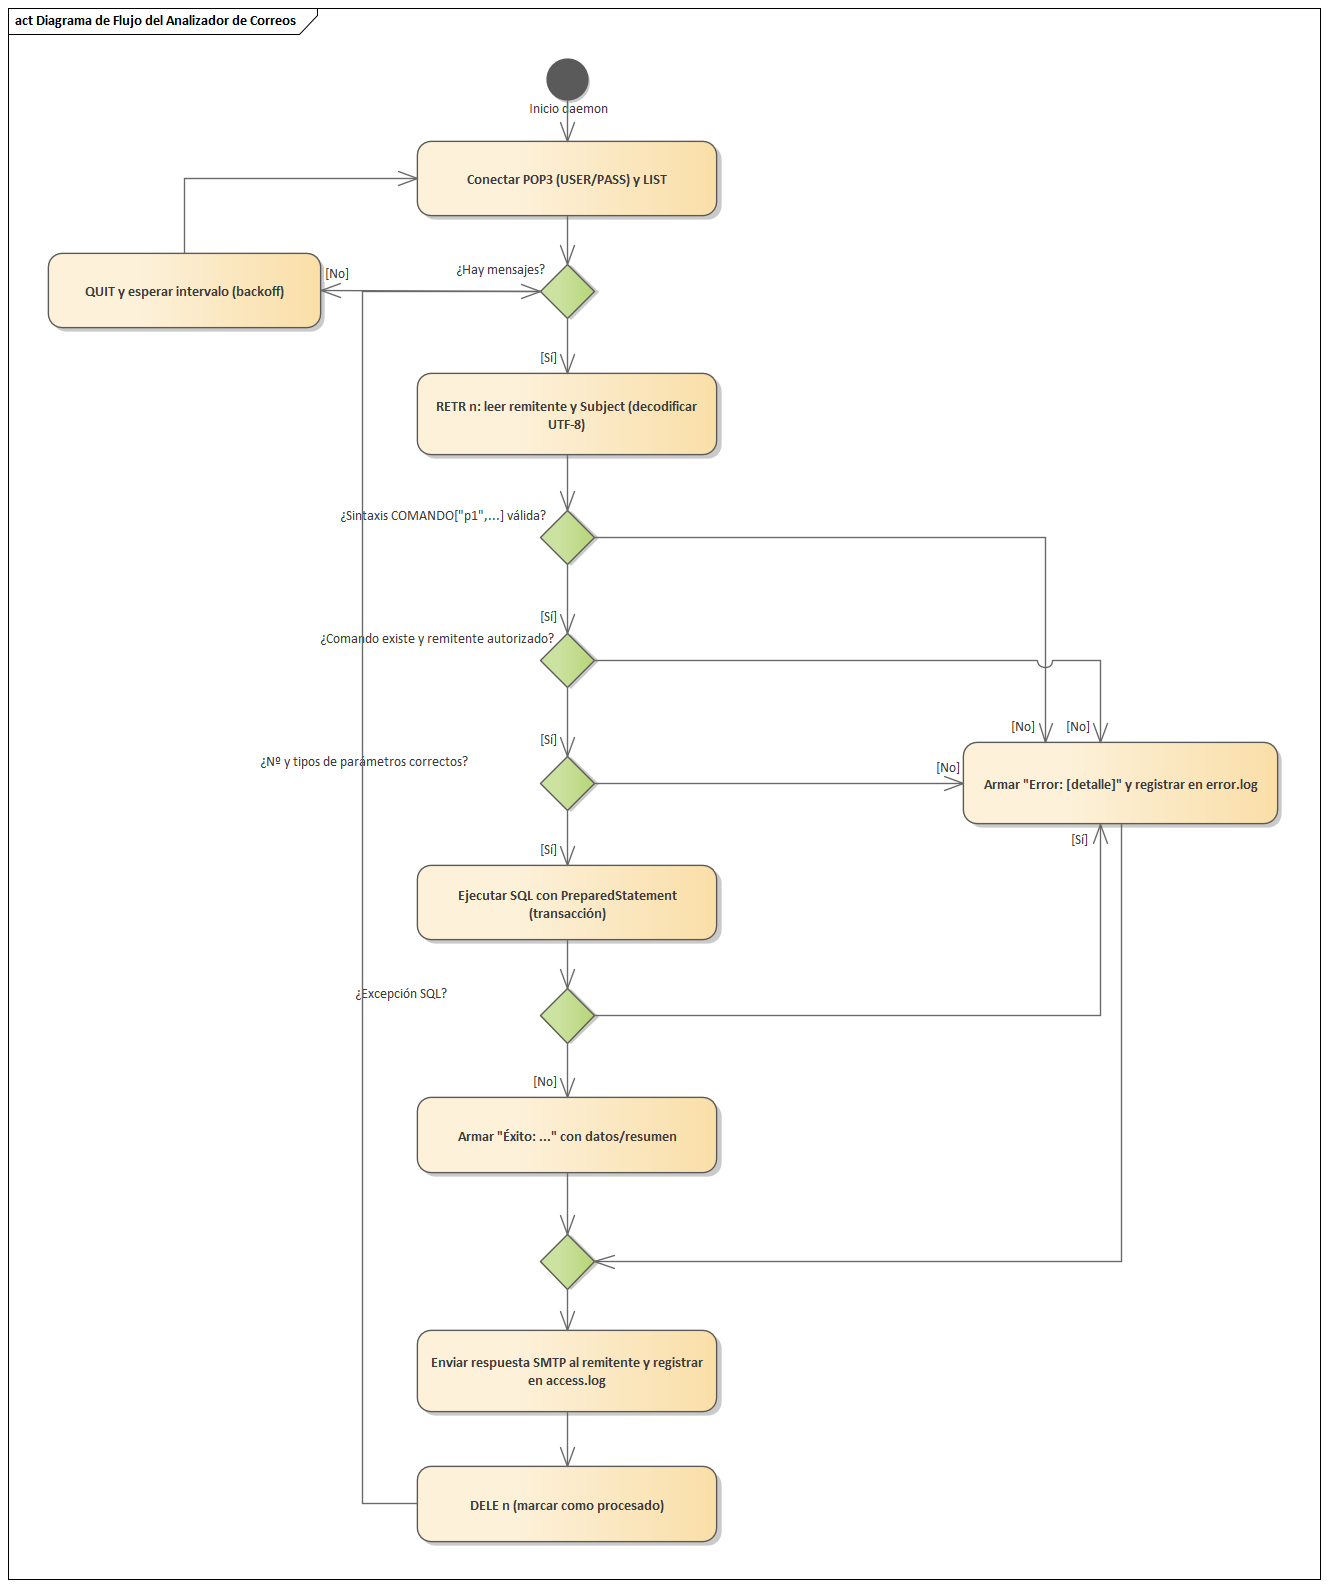 act Diagrama de Flujo del Analizador de Correos
Inicio daemon
Conectar POP3 (USER/PASS) y LIST
QUIT y esperar intervalo (backoff)
[No]
¿Hay mensajes?
[Sí]
RETR n: leer remitente y Subject (decodificar
UTF-8)
¿Sintaxis COMANDO["p1",...] válida?
[Sí]
¿Comando existe y remitente autorizado?
[No]
[No]
[Sí]
¿Nº y tipos de parámetros correctos?
[No]
Armar "Error: [detalle]" y registrar en error.log
[Sí]
[Sí]
Ejecutar SQL con PreparedStatement
(transacción)
¿Excepción SQL?
[No]
Armar "Éxito: ..." con datos/resumen
Enviar respuesta SMTP al remitente y registrar
en access.log
DELE n (marcar como procesado)